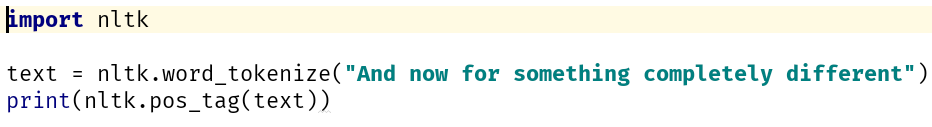 import nltk
text = nltk.word_tokenize("And now for something completely different")
print(nltk.pos_tag(text))